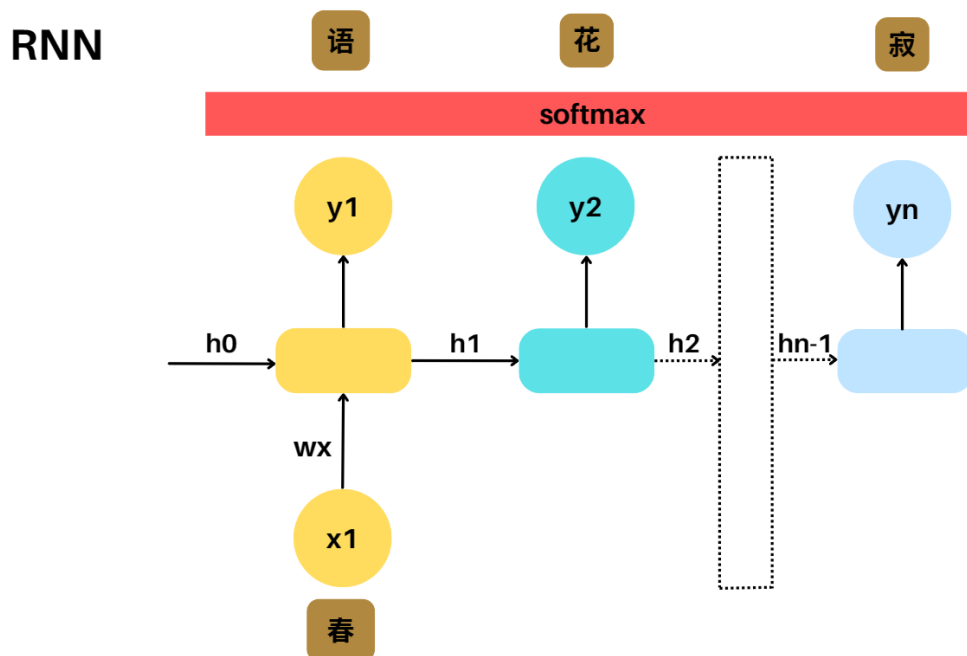 RNN
语 花 寂
softmax
y1 y2 yn
h0 h1 h2 hn-1
wx
x1
春